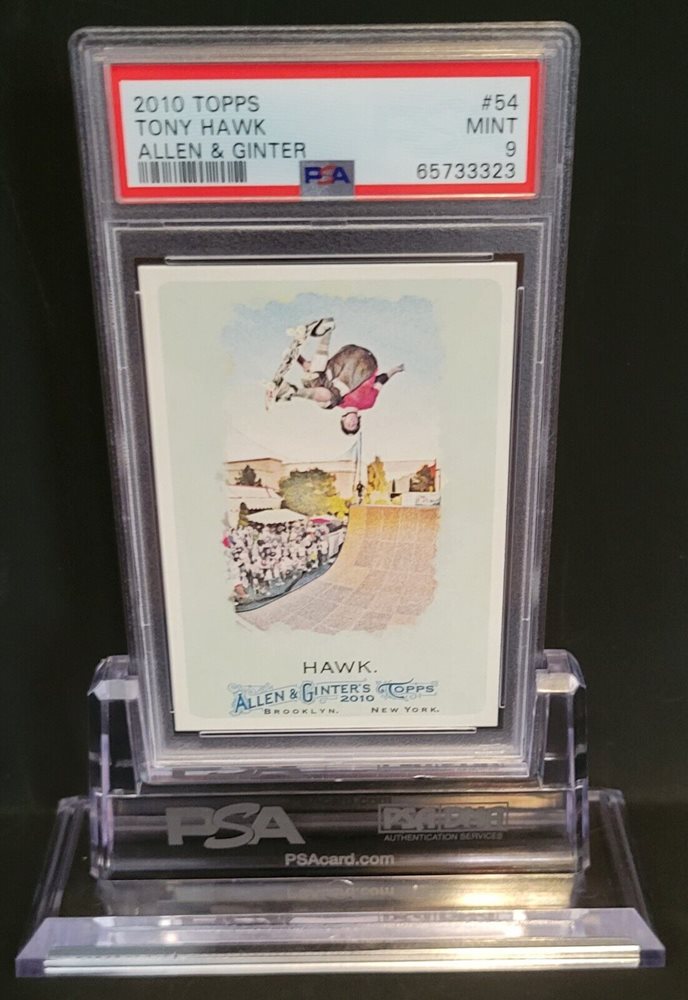 2010 TOPPS #54
TONY HAWK MINT
ALLEN & GINTER 9
PSA 65733323
HAWK.
ALLEN & GINTER'S TOPPS
2010
BROOKLYN. NEW YORK.
PSA PSA/DNA
AUTHENTICATION SERVICES
PSAcard.com